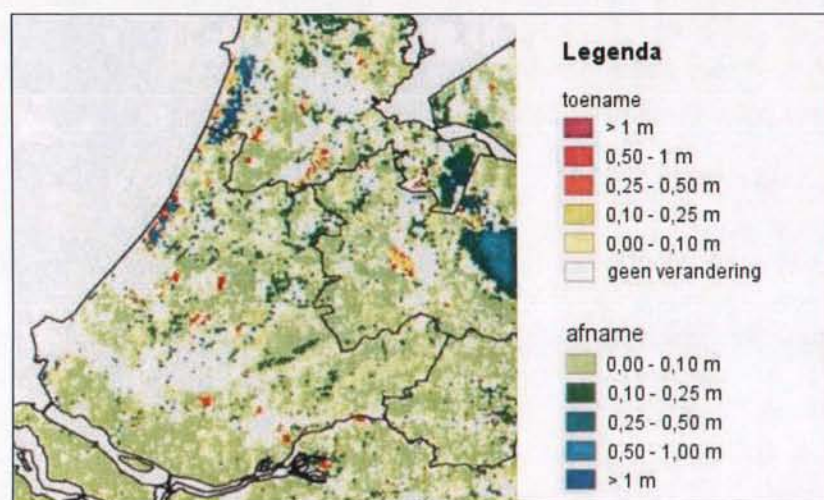 Legenda
toename
> 1 m
0,50 - 1 m
0,25 - 0,50 m
0,10 - 0,25 m
0,00 - 0,10 m
geen verandering
afname
0,00 - 0,10 m
0,10 - 0,25 m
0,25 - 0,50 m
0,50 - 1,00 m
> 1 m